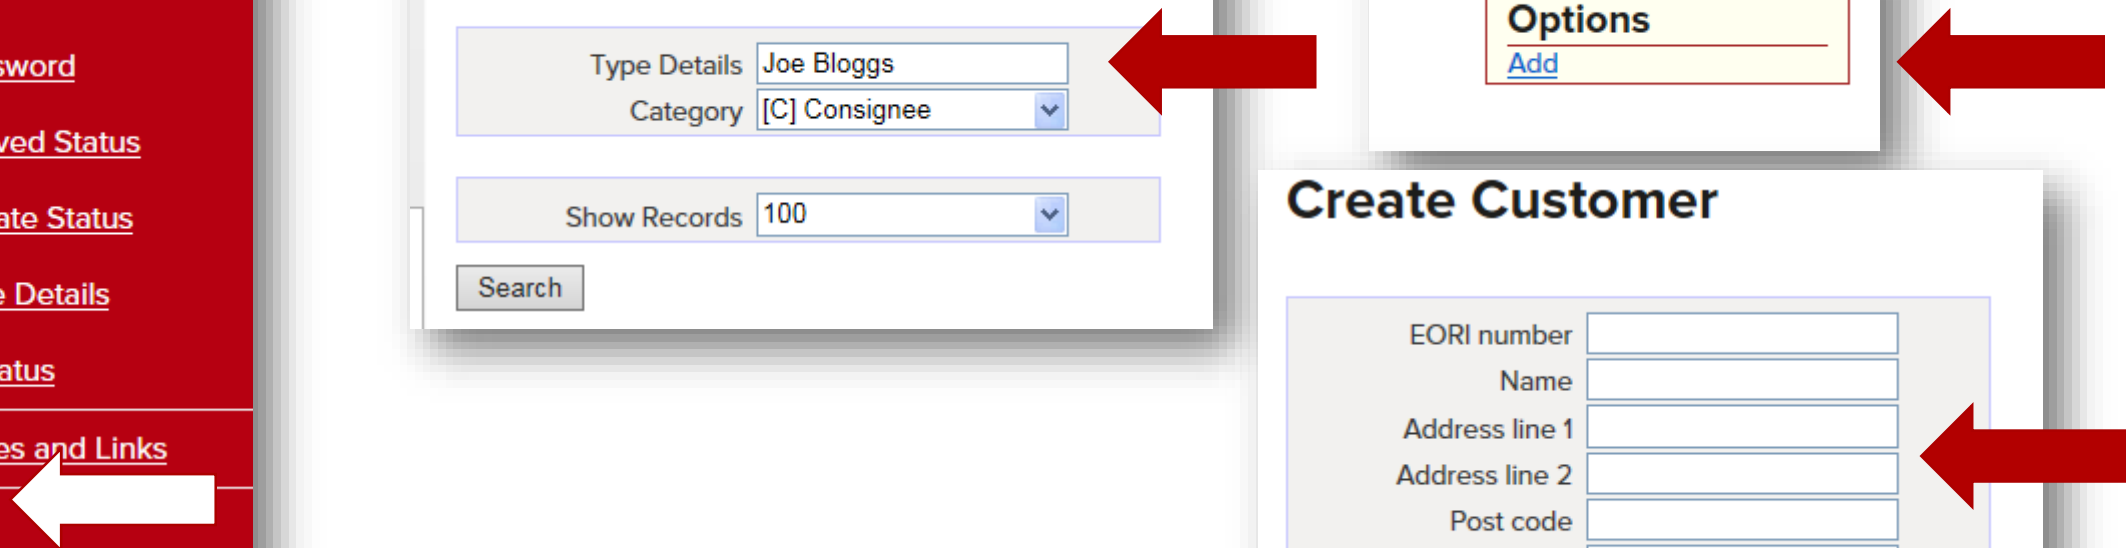 sword
ved Status
ate Status
e Details
atus
es and Links
Type Details Joe Bloggs
Category [C] Consignee
Show Records 100
Search
Options
Add
Create Customer
EORI number
Name
Address line 1
Address line 2
Post code